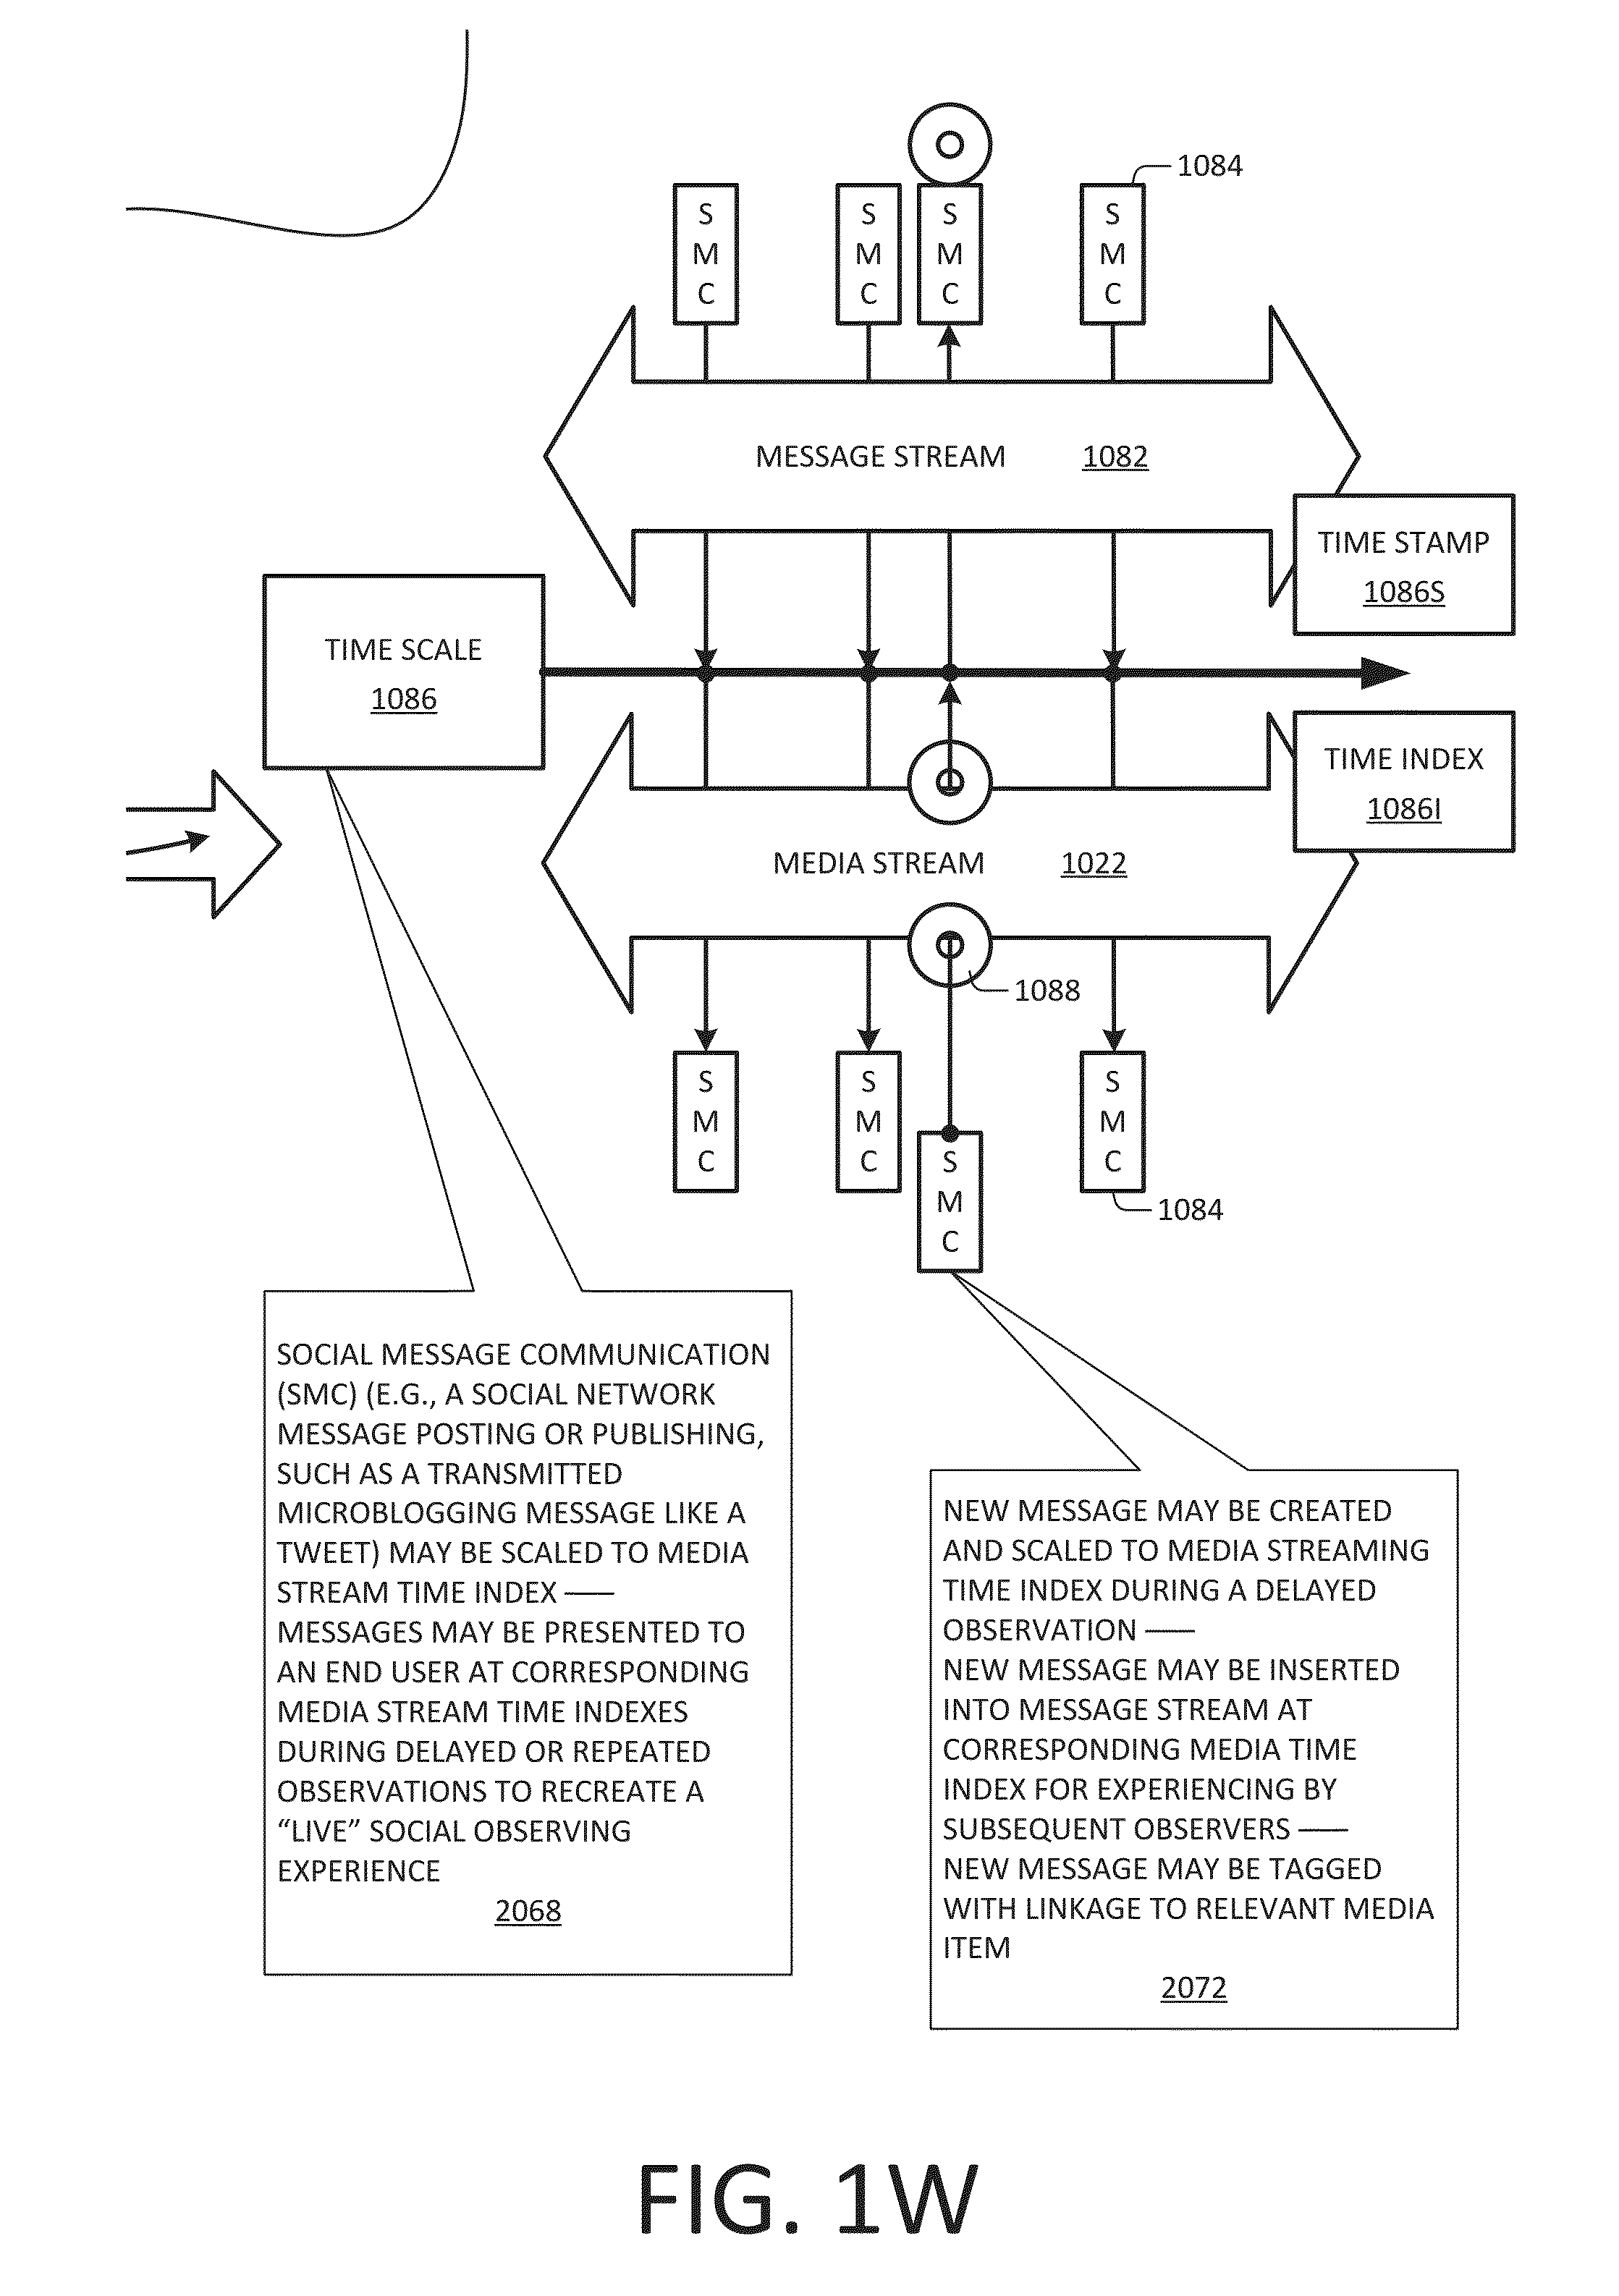 1084
S
M
C
S
M
C
S
M
C
S
M
C
MESSAGE STREAM 1082
TIME STAMP
1086S
TIME SCALE
1086
TIME INDEX
1086I
MEDIA STREAM 1022
1088
S
M
C
S
M
C
S
M
C
S
M
C
1084
SOCIAL MESSAGE COMMUNICATION
(SMC) (E.G., A SOCIAL NETWORK
MESSAGE POSTING OR PUBLISHING,
SUCH AS A TRANSMITTED
MICROBLOGGING MESSAGE LIKE A
TWEET) MAY BE SCALED TO MEDIA
STREAM TIME INDEX ——
MESSAGES MAY BE PRESENTED TO
AN END USER AT CORRESPONDING
MEDIA STREAM TIME INDEXES
DURING DELAYED OR REPEATED
OBSERVATIONS TO RECREATE A
“LIVE” SOCIAL OBSERVING
EXPERIENCE
2068
NEW MESSAGE MAY BE CREATED
AND SCALED TO MEDIA STREAMING
TIME INDEX DURING A DELAYED
OBSERVATION ——
NEW MESSAGE MAY BE INSERTED
INTO MESSAGE STREAM AT
CORRESPONDING MEDIA TIME
INDEX FOR EXPERIENCING BY
SUBSEQUENT OBSERVERS ——
NEW MESSAGE MAY BE TAGGED
WITH LINKAGE TO RELEVANT MEDIA
ITEM
2072
FIG. 1W